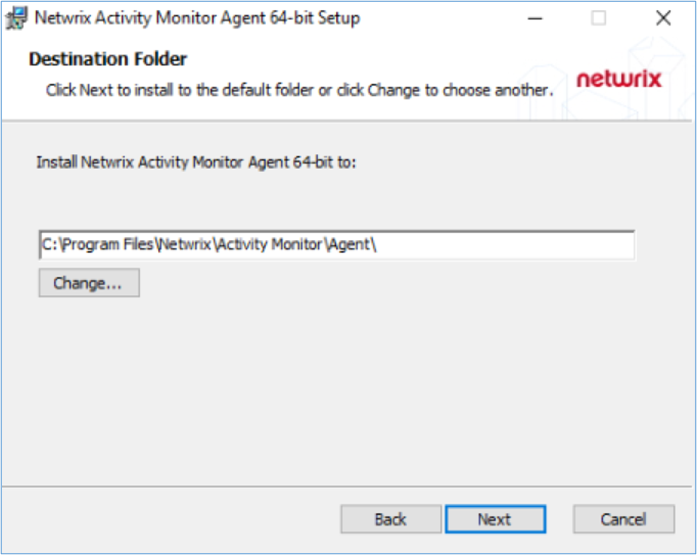 Netwrix Activity Monitor Agent 64-bit Setup
Destination Folder
Click Next to install to the default folder or click Change to choose another.
netwrix
Install Netwrix Activity Monitor Agent 64-bit to:
C:\Program Files\Netwrix\Activity Monitor\Agent\
Change...
Back
Next
Cancel